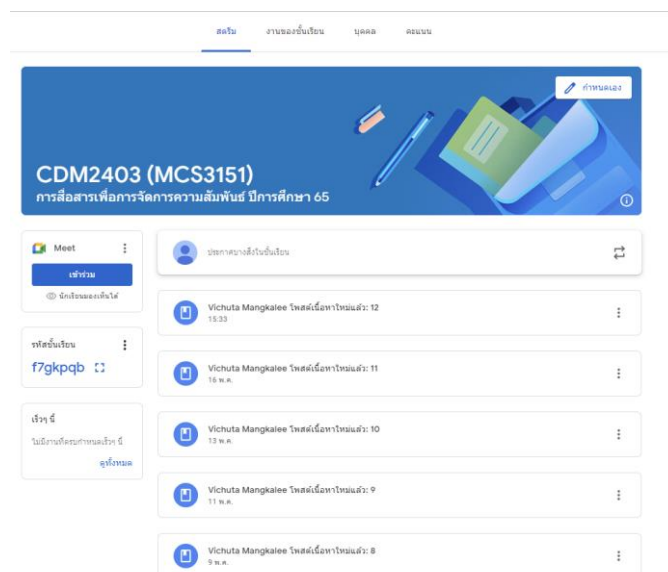 สตรีม งานของชั้นเรียน บุคคล คะแนน
กำหนดเอง
CDM2403 (MCS3151)
การสื่อสารเพื่อการจัดการความสัมพันธ์ ปีการศึกษา 65
Meet
เข้าร่วม
นักเรียนมองเห็นได้
รหัสชั้นเรียน
f7gkpqb
เร็วๆ นี้
ไม่มีงานที่ครบกำหนดเร็วๆ นี้
ดูทั้งหมด
ประกาศบางสิ่งในชั้นเรียน
Vichuta Mangkalee โพสต์เนื้อหาใหม่แล้ว: 12
15:33
Vichuta Mangkalee โพสต์เนื้อหาใหม่แล้ว: 11
16 พ.ค.
Vichuta Mangkalee โพสต์เนื้อหาใหม่แล้ว: 10
13 พ.ค.
Vichuta Mangkalee โพสต์เนื้อหาใหม่แล้ว: 9
11 พ.ค.
Vichuta Mangkalee โพสต์เนื้อหาใหม่แล้ว: 8
9 พ.ค.